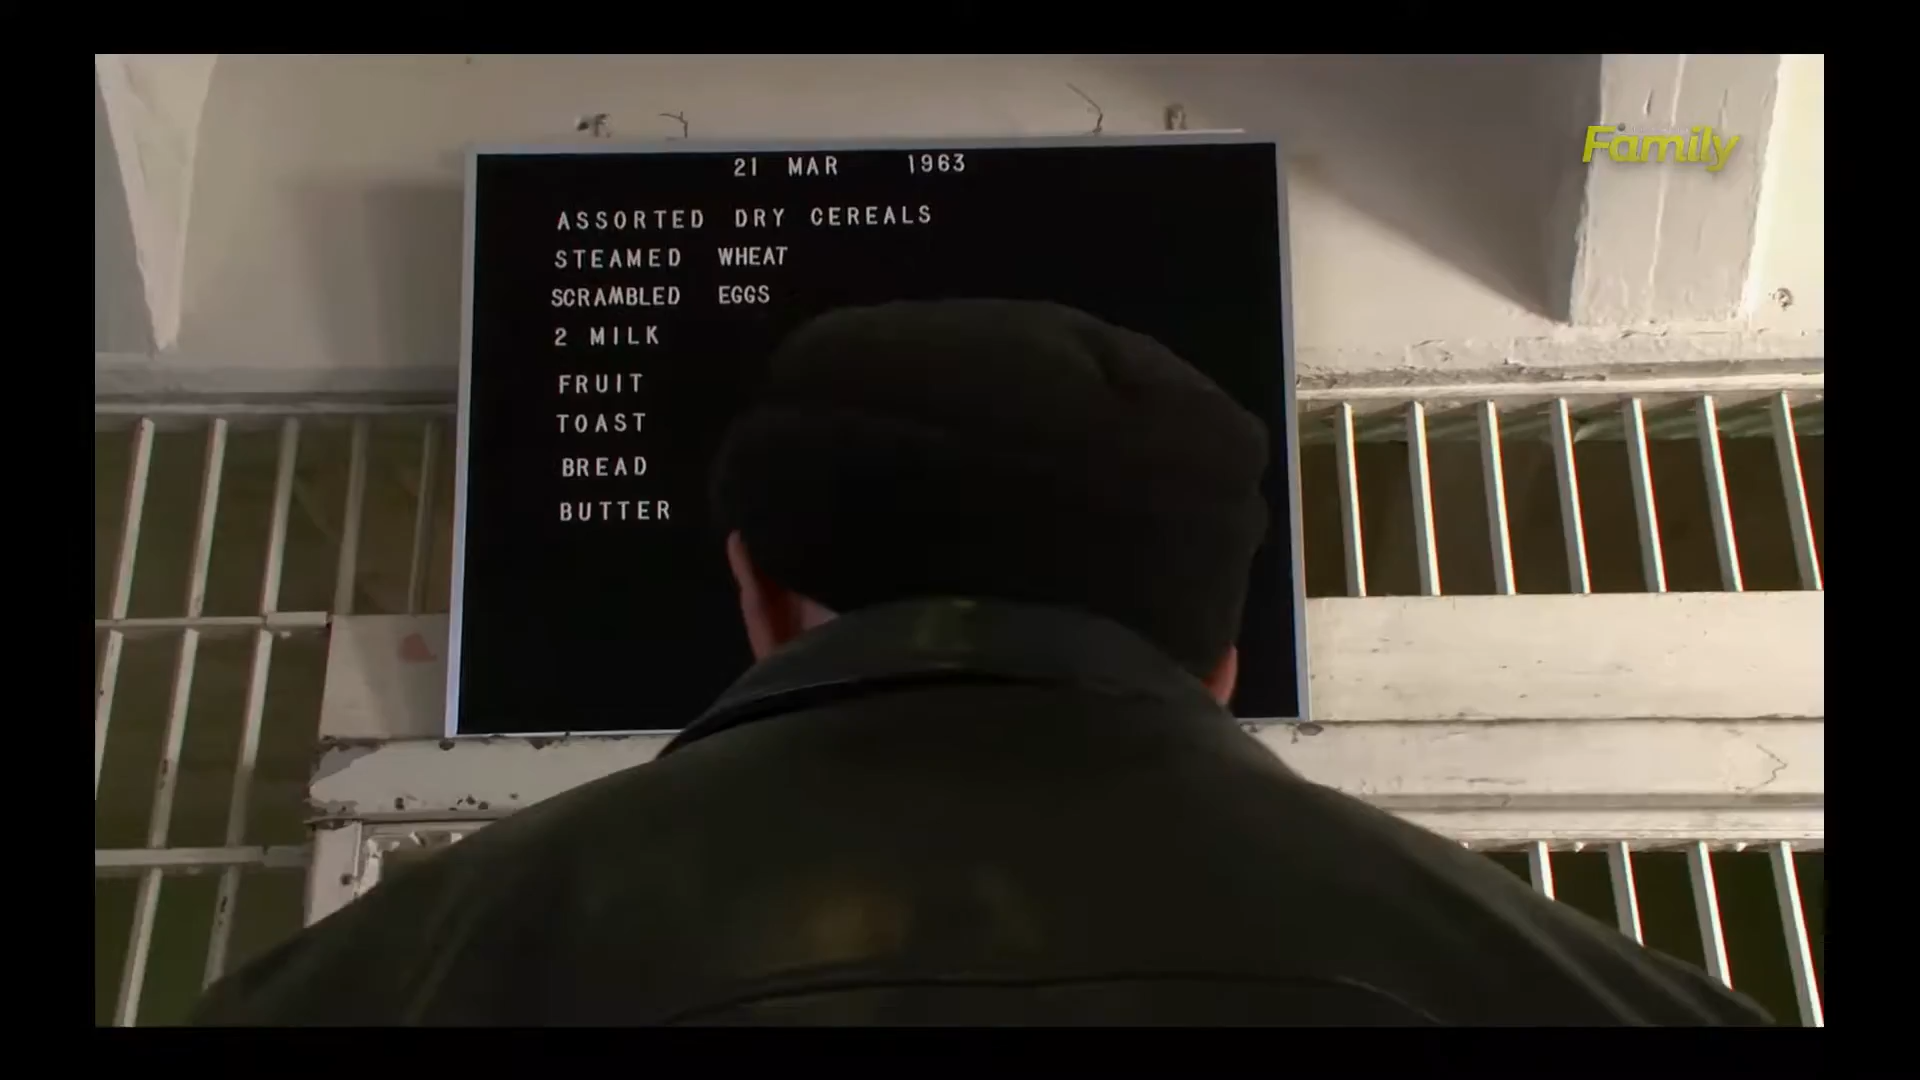 21 MAR 1963
Family
ASSORTED DRY CEREALS
STEAMED WHEAT
SCRAMBLED EGGS
2 MILK
FRUIT
TOAST
BREAD
BUTTER